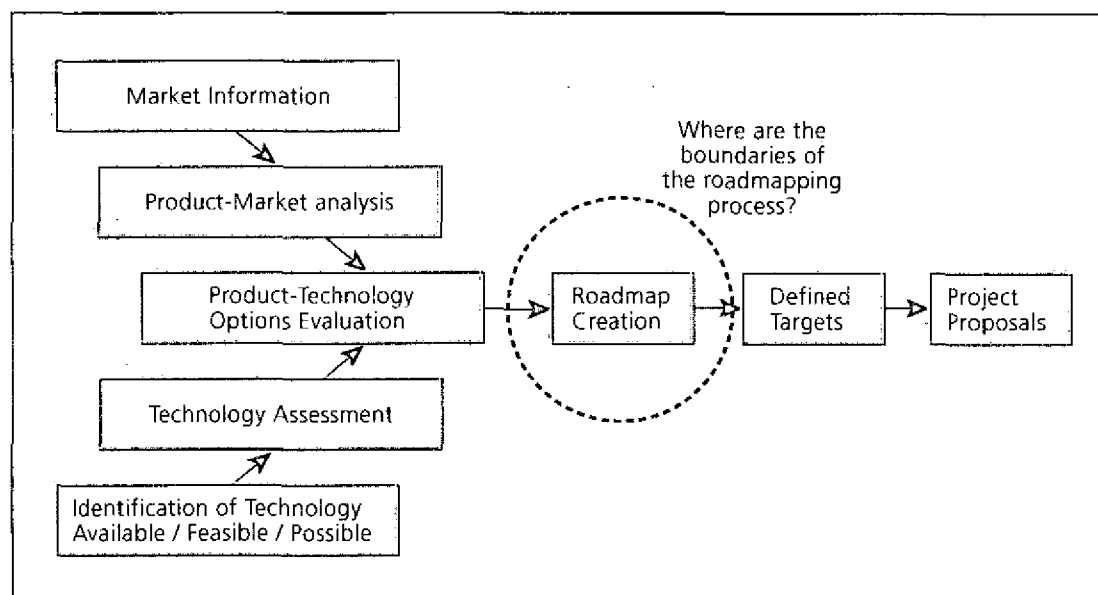 Market Information
Product-Market analysis
Where are the
boundaries of
the roadmapping
process?
Product-Technology
Options Evaluation
Roadmap
Creation
Defined
Targets
Project
Proposals
Technology Assessment
Identification of Technology
Available / Feasible / Possible